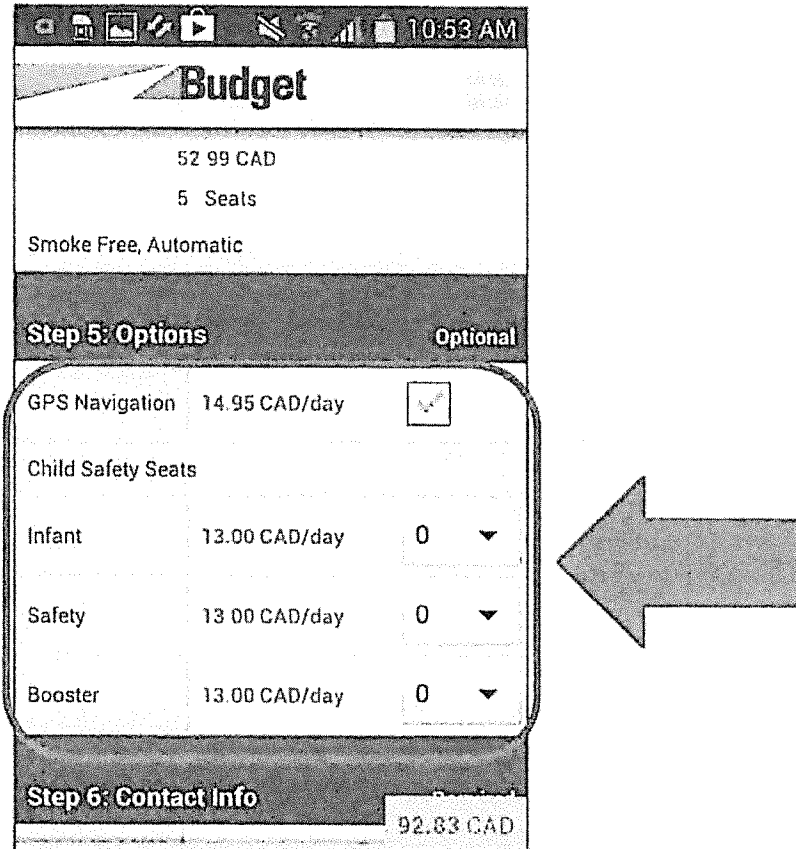 10:53 AM
Budget
52 99 CAD
5 Seats
Smoke Free, Automatic
Step 5: Options Optional
GPS Navigation 14.95 CAD/day
Child Safety Seats
Infant 13.00 CAD/day 0
Safety 13 00 CAD/day 0
Booster 13.00 CAD/day 0
Step 6: Contact Info
92.83 CAD